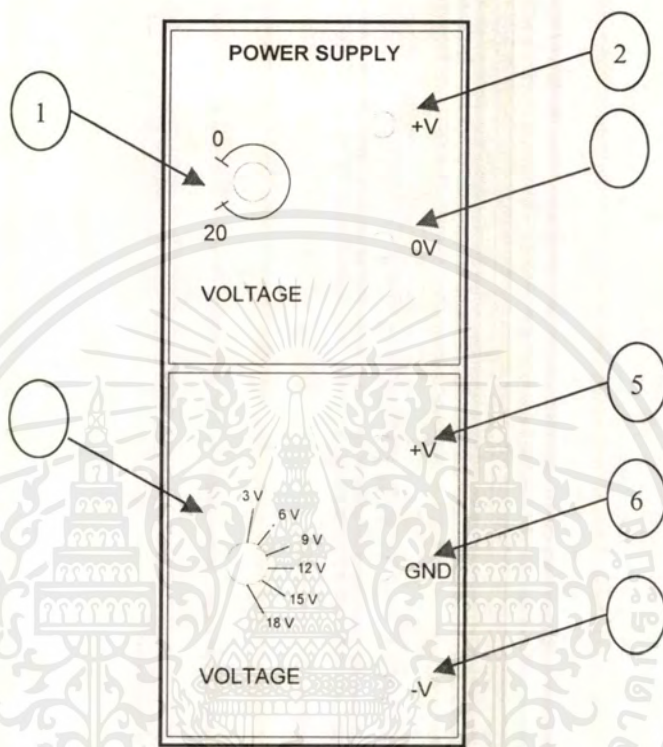 POWER SUPPLY
2
+V
1
0
20
0V
VOLTAGE
5
+V
3 V
6 V
9 V
6
12 V
GND
15 V
18 V
VOLTAGE
-V